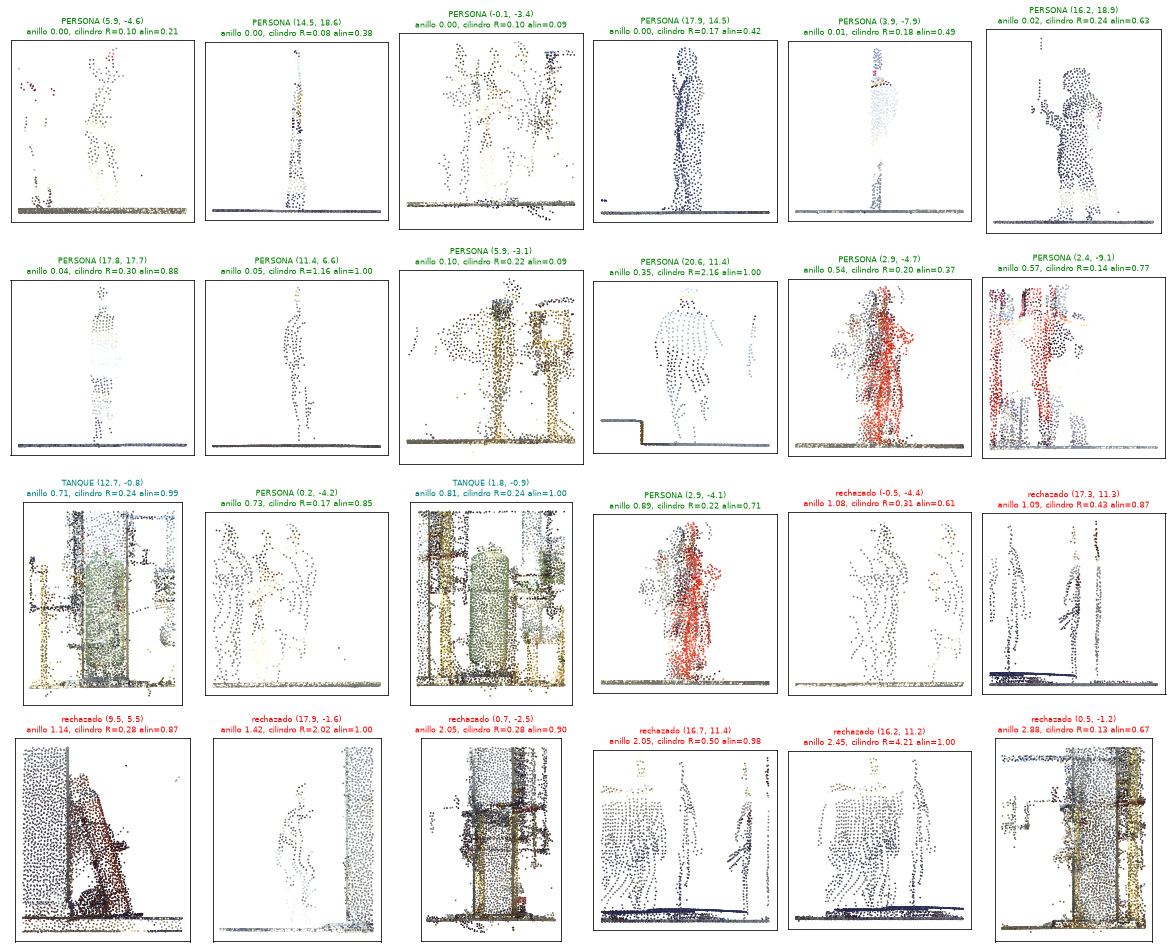 PERSONA (5.9, -4.6)
anillo 0.00, cilindro R=0.10 alin=0.21
PERSONA (14.5, 18.6)
anillo 0.00, cilindro R=0.08 alin=0.38
PERSONA (-0.1, -3.4)
anillo 0.00, cilindro R=0.10 alin=0.09
PERSONA (17.9, 14.5)
anillo 0.00, cilindro R=0.17 alin=0.42
PERSONA (3.9, -7.9)
anillo 0.01, cilindro R=0.18 alin=0.49
PERSONA (16.2, 18.9)
anillo 0.02, cilindro R=0.24 alin=0.63
PERSONA (17.8, 17.7)
anillo 0.04, cilindro R=0.30 alin=0.88
PERSONA (11.4, 6.6)
anillo 0.05, cilindro R=1.16 alin=1.00
PERSONA (5.9, -3.1)
anillo 0.10, cilindro R=0.22 alin=0.09
PERSONA (20.6, 11.4)
anillo 0.35, cilindro R=2.16 alin=1.00
PERSONA (2.9, -4.7)
anillo 0.54, cilindro R=0.20 alin=0.37
PERSONA (2.4, -9.1)
anillo 0.57, cilindro R=0.14 alin=0.77
TANQUE (12.7, -0.8)
anillo 0.71, cilindro R=0.24 alin=0.99
PERSONA (0.2, -4.2)
anillo 0.73, cilindro R=0.17 alin=0.85
TANQUE (1.8, -0.9)
anillo 0.81, cilindro R=0.24 alin=1.00
PERSONA (2.9, -4.1)
anillo 0.89, cilindro R=0.22 alin=0.71
rechazado (-0.5, -4.4)
anillo 1.08, cilindro R=0.31 alin=0.61
rechazado (17.3, 11.3)
anillo 1.09, cilindro R=0.43 alin=0.87
rechazado (9.5, 5.5)
anillo 1.14, cilindro R=0.28 alin=0.87
rechazado (17.9, -1.6)
anillo 1.42, cilindro R=2.02 alin=1.00
rechazado (0.7, -2.5)
anillo 2.05, cilindro R=0.28 alin=0.90
rechazado (16.7, 11.4)
anillo 2.05, cilindro R=0.50 alin=0.98
rechazado (16.2, 11.2)
anillo 2.45, cilindro R=4.21 alin=1.00
rechazado (0.5, -1.2)
anillo 2.88, cilindro R=0.13 alin=0.67